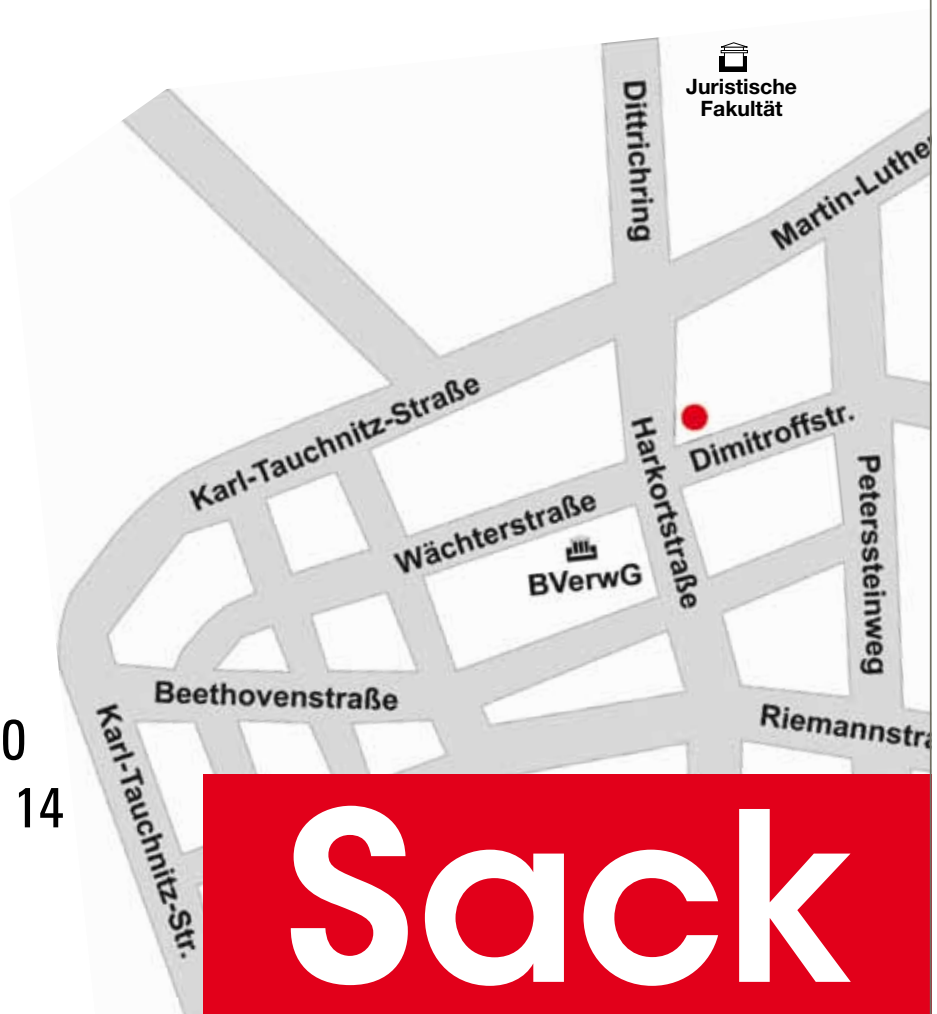 Juristische
Fakultät
Dittrichring
Martin-Luthe
Karl-Tauchnitz-Straße
Harkortstraße
Dimitroffstr.
Wächterstraße
Peterssteinweg
BVerwG
Beethovenstraße
Karl-Tauchnitz-Str.
Riemannstra
0
14
Sack